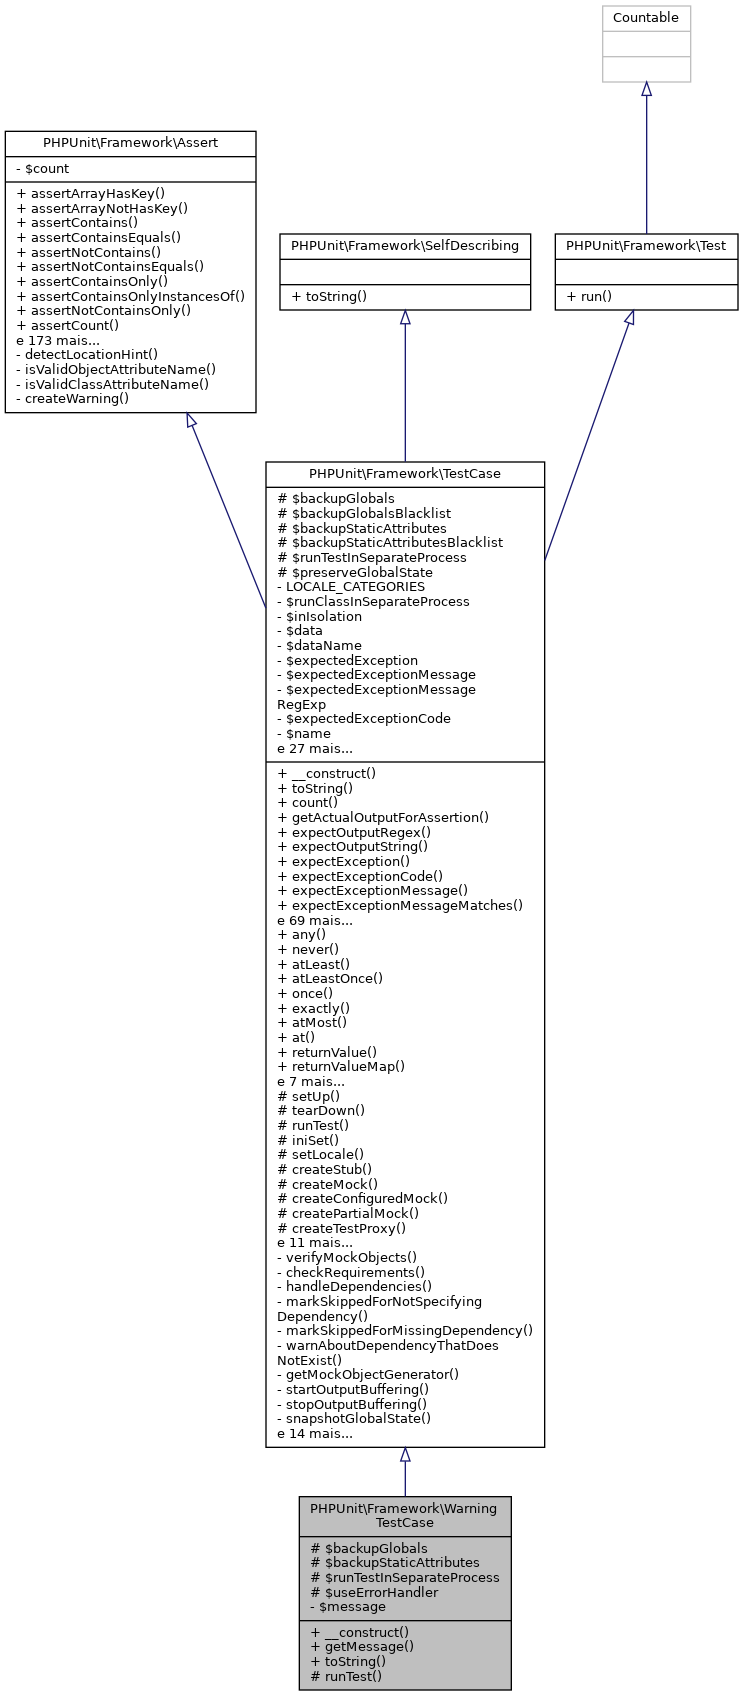 Countable
PHPUnit\Framework\Assert
- $count
+ assertArrayHasKey()
+ assertArrayNotHasKey()
+ assertContains()
+ assertContainsEquals()
+ assertNotContains()
+ assertNotContainsEquals()
+ assertContainsOnly()
+ assertContainsOnlyInstancesOf()
+ assertNotContainsOnly()
+ assertCount()
e 173 mais...
- detectLocationHint()
- isValidObjectAttributeName()
- isValidClassAttributeName()
- createWarning()
PHPUnit\Framework\SelfDescribing
+ toString()
PHPUnit\Framework\Test
+ run()
PHPUnit\Framework\TestCase
# $backupGlobals
# $backupGlobalsBlacklist
# $backupStaticAttributes
# $backupStaticAttributesBlacklist
# $runTestInSeparateProcess
# $preserveGlobalState
- LOCALE_CATEGORIES
- $runClassInSeparateProcess
- $inIsolation
- $data
- $dataName
- $expectedException
- $expectedExceptionMessage
- $expectedExceptionMessage
RegExp
- $expectedExceptionCode
- $name
e 27 mais...
+ __construct()
+ toString()
+ count()
+ getActualOutputForAssertion()
+ expectOutputRegex()
+ expectOutputString()
+ expectException()
+ expectExceptionCode()
+ expectExceptionMessage()
+ expectExceptionMessageMatches()
e 69 mais...
+ any()
+ never()
+ atLeast()
+ atLeastOnce()
+ once()
+ exactly()
+ atMost()
+ at()
+ returnValue()
+ returnValueMap()
e 7 mais...
# setUp()
# tearDown()
# runTest()
# iniSet()
# setLocale()
# createStub()
# createMock()
# createConfiguredMock()
# createPartialMock()
# createTestProxy()
e 11 mais...
- verifyMockObjects()
- checkRequirements()
- handleDependencies()
- markSkippedForNotSpecifying
Dependency()
- markSkippedForMissingDependency()
- warnAboutDependencyThatDoes
NotExist()
- getMockObjectGenerator()
- startOutputBuffering()
- stopOutputBuffering()
- snapshotGlobalState()
e 14 mais...
PHPUnit\Framework\Warning
TestCase
# $backupGlobals
# $backupStaticAttributes
# $runTestInSeparateProcess
# $useErrorHandler
- $message
+ __construct()
+ getMessage()
+ toString()
# runTest()